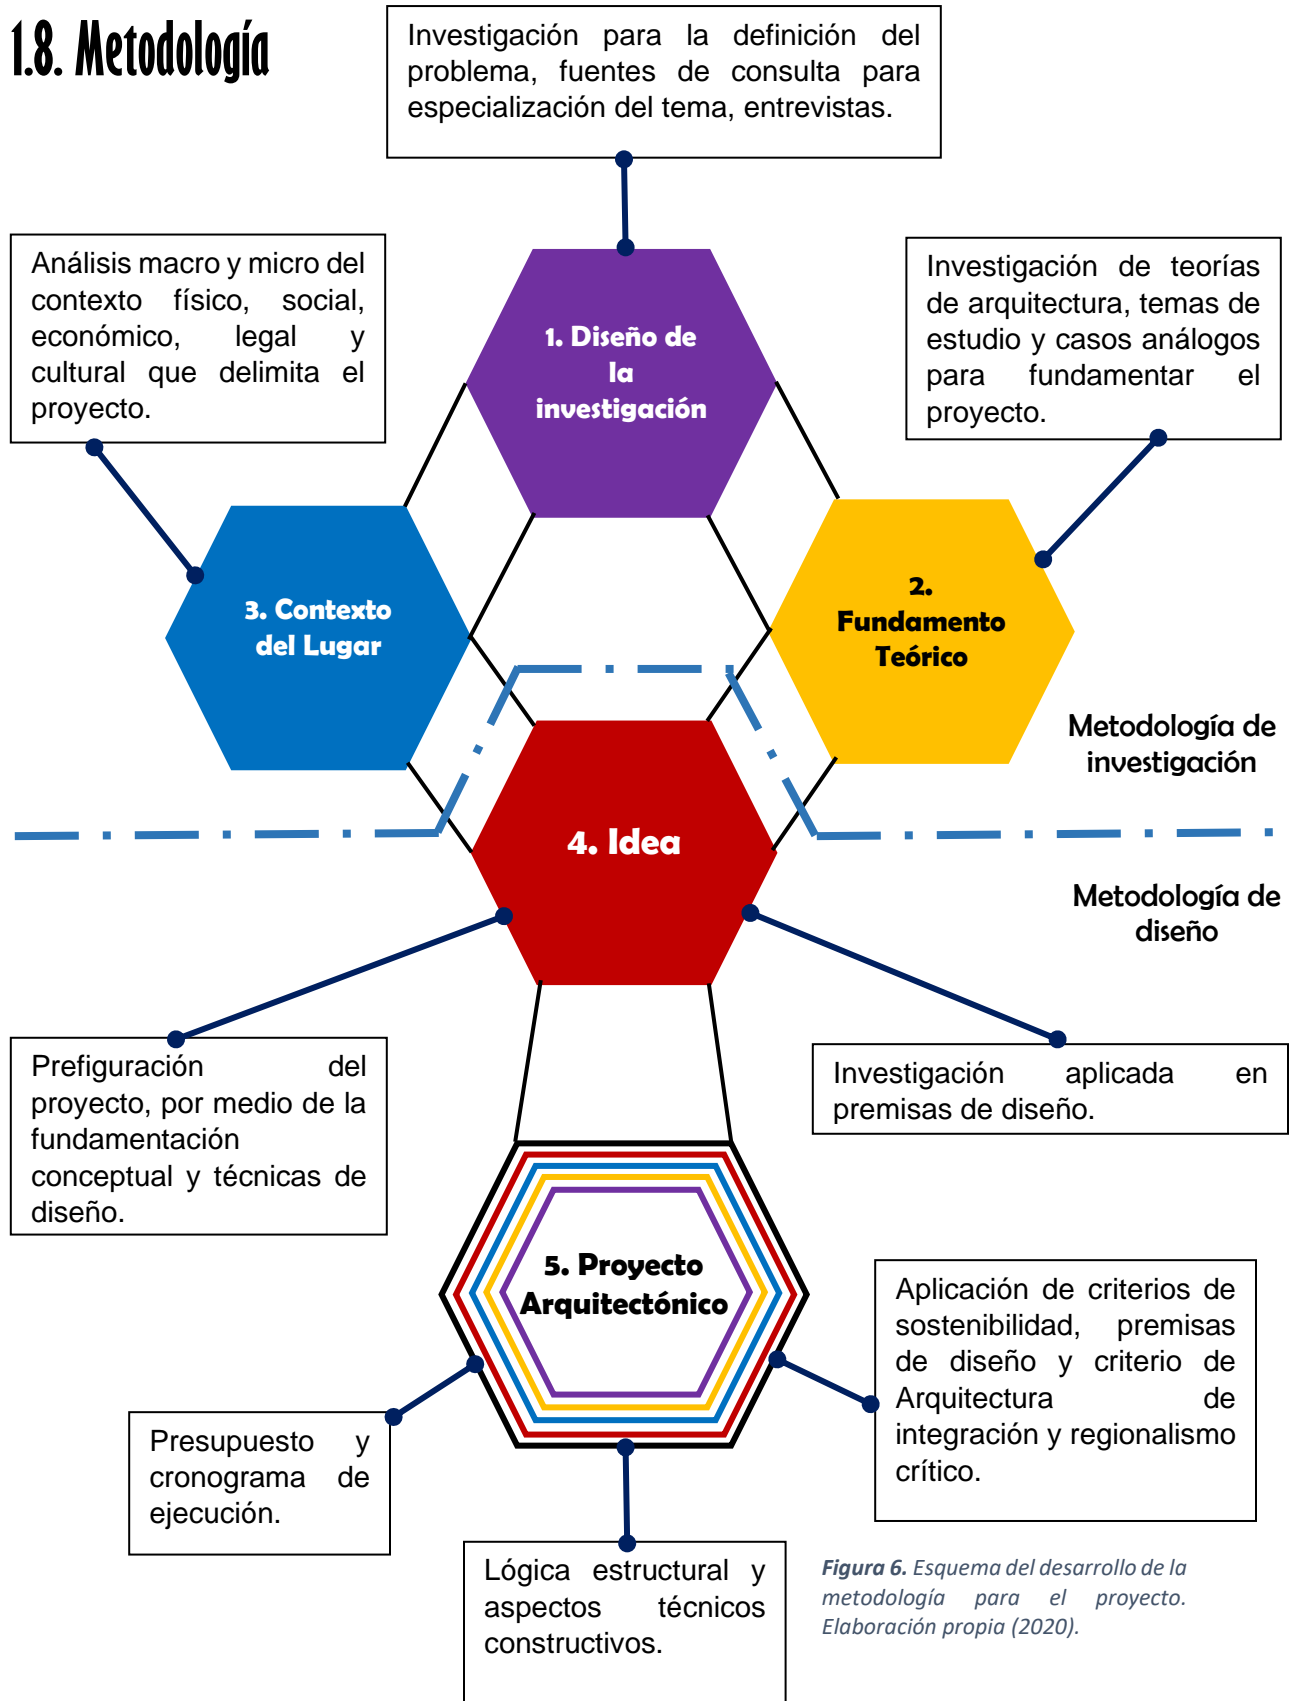 1.8. Metodología
Investigación para la definición del
problema, fuentes de consulta para
especialización del tema, entrevistas.
Análisis macro y micro del
contexto físico, social,
económico, legal y
cultural que delimita el
proyecto.
Investigación de teorías
de arquitectura, temas de
estudio y casos análogos
para fundamentar el
proyecto.
1. Diseño de
la
investigación
3. Contexto
del Lugar
2.
Fundamento
Teórico
Metodología de
investigación
4. Idea
Metodología de
diseño
Prefiguración del
proyecto, por medio de la
fundamentación
conceptual y técnicas de
diseño.
Investigación aplicada en
premisas de diseño.
5. Proyecto
Arquitectónico
Aplicación de criterios de
sostenibilidad, premisas
de diseño y criterio de
Arquitectura de
integración y regionalismo
crítico.
Presupuesto y
cronograma de
ejecución.
Lógica estructural y
aspectos técnicos
constructivos.
Figura 6. Esquema del desarrollo de la
metodología para el proyecto.
Elaboración propia (2020).